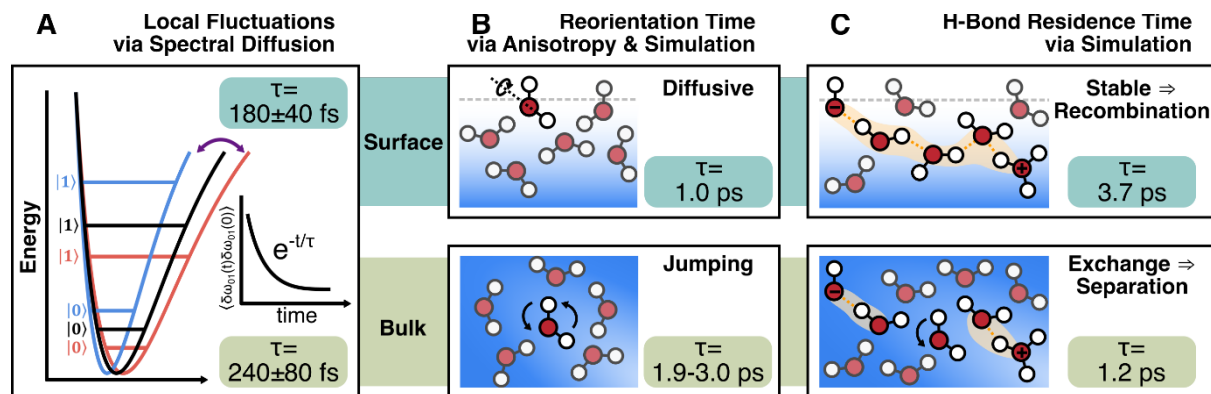 A
Local Fluctuations
via Spectral Diffusion
B
Reorientation Time
via Anisotropy & Simulation
C
H-Bond Residence Time
via Simulation
τ=
180±40 fs
Energy
|1⟩
|1⟩
|1⟩
|0⟩
|0⟩
|0⟩
⟨δω₀₁(t)δω₀₁(0)⟩
e^{-t/τ}
time
τ=
240±80 fs
Surface
Bulk
Diffusive
τ=
1.0 ps
Jumping
τ=
1.9-3.0 ps
Stable ⇒
Recombination
−
+
τ=
3.7 ps
Exchange ⇒
Separation
−
+
τ=
1.2 ps